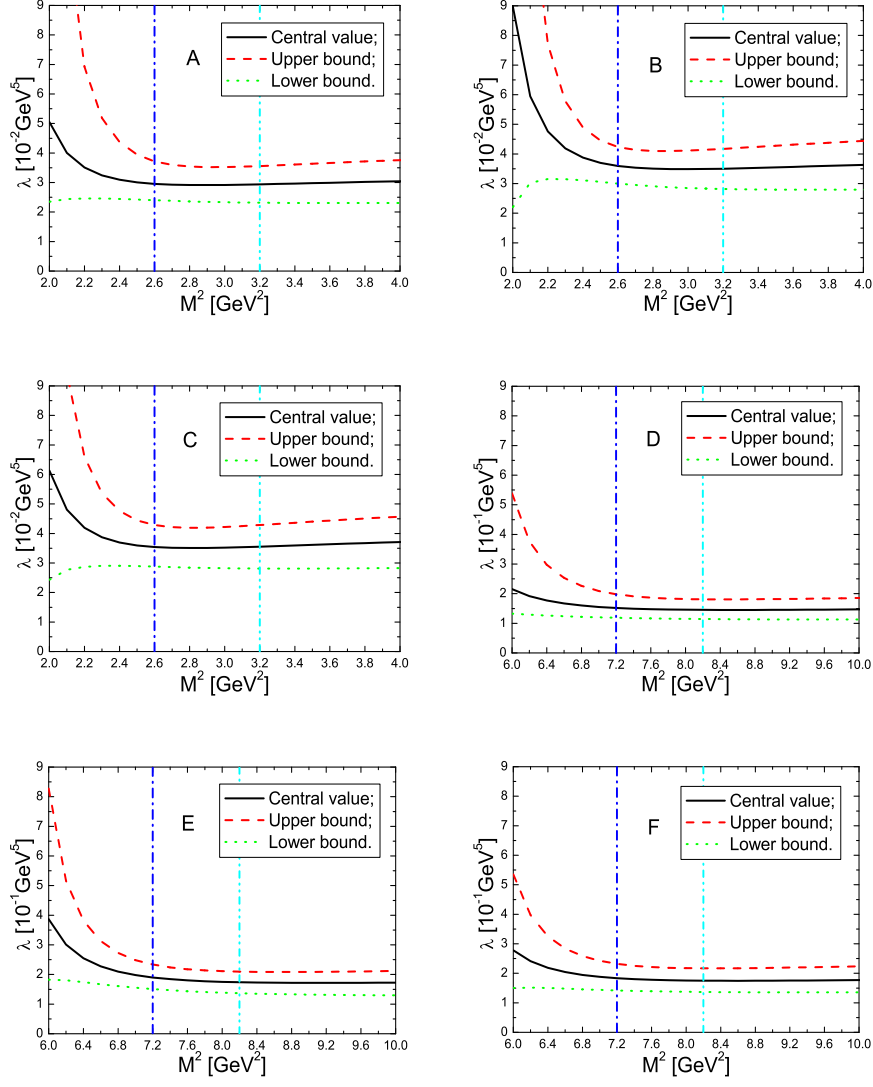 9
8
7
6
5
4
3
2
1
0
λ [10⁻²GeV⁵]
A
Central value;
Upper bound;
Lower bound.
2.0 2.2 2.4 2.6 2.8 3.0 3.2 3.4 3.6 3.8 4.0
M² [GeV²]
9
8
7
6
5
4
3
2
1
0
λ [10⁻²GeV⁵]
B
Central value;
Upper bound;
Lower bound.
2.0 2.2 2.4 2.6 2.8 3.0 3.2 3.4 3.6 3.8 4.0
M² [GeV²]
9
8
7
6
5
4
3
2
1
0
λ [10⁻²GeV⁵]
C
Central value;
Upper bound;
Lower bound.
2.0 2.2 2.4 2.6 2.8 3.0 3.2 3.4 3.6 3.8 4.0
M² [GeV²]
9
8
7
6
5
4
3
2
1
0
λ [10⁻¹GeV⁵]
D
Central value;
Upper bound;
Lower bound.
6.0 6.4 6.8 7.2 7.6 8.0 8.4 8.8 9.2 9.6 10.0
M² [GeV²]
9
8
7
6
5
4
3
2
1
0
λ [10⁻¹GeV⁵]
E
Central value;
Upper bound;
Lower bound.
6.0 6.4 6.8 7.2 7.6 8.0 8.4 8.8 9.2 9.6 10.0
M² [GeV²]
9
8
7
6
5
4
3
2
1
0
λ [10⁻¹GeV⁵]
F
Central value;
Upper bound;
Lower bound.
6.0 6.4 6.8 7.2 7.6 8.0 8.4 8.8 9.2 9.6 10.0
M² [GeV²]